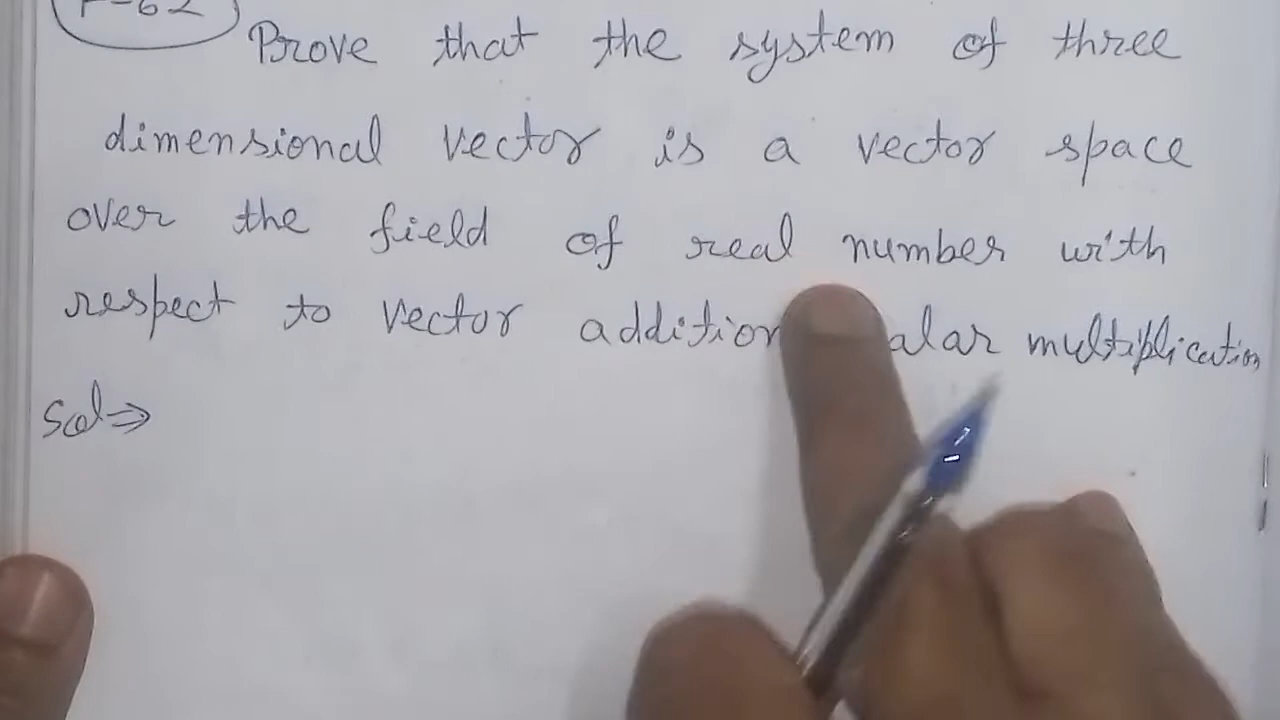 Prove that the system of three
dimensional vector is a vector space
over the field of real number with
respect to vector addition multiplication
Sol⇒